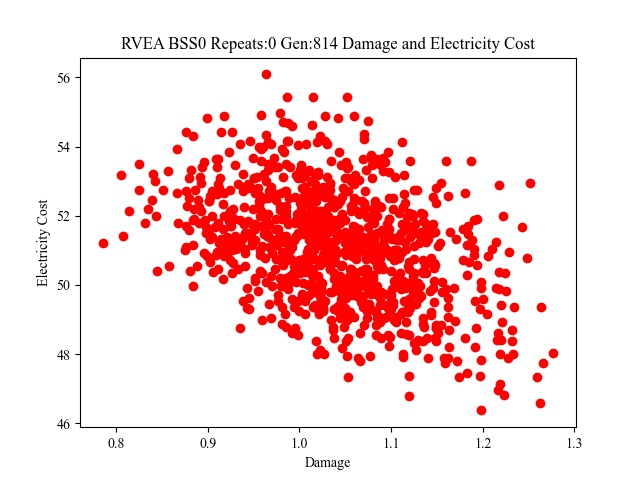 RVEA BSS0 Repeats:0 Gen:814 Damage and Electricity Cost
56
54
52
50
48
46
Electricity Cost
0.8 0.9 1.0 1.1 1.2 1.3
Damage